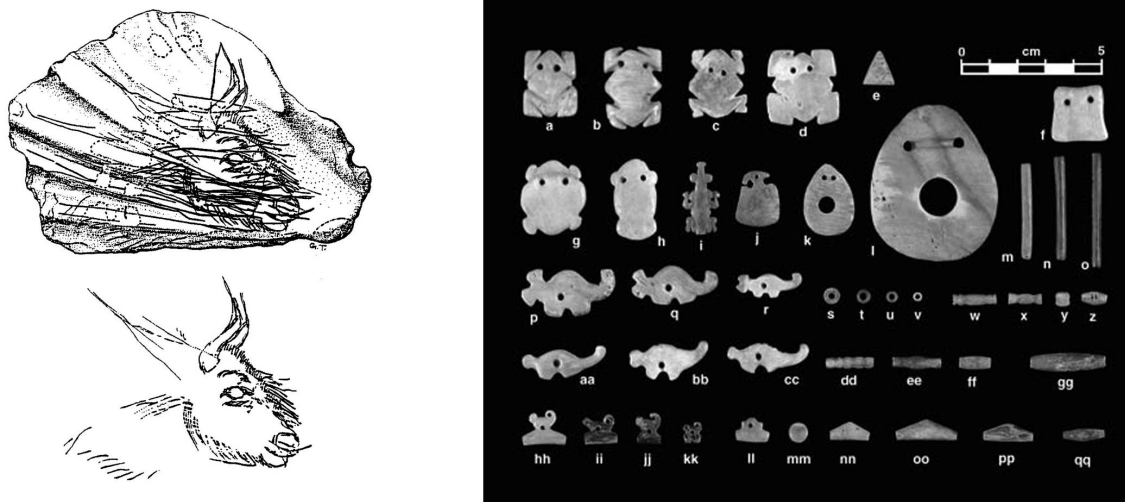 G.T.
0 cm 5
a b c d e f
g h i j k l m n o
p q r s t u v w x y z
aa bb cc dd ee ff gg
hh ii jj kk ll mm nn oo pp qq